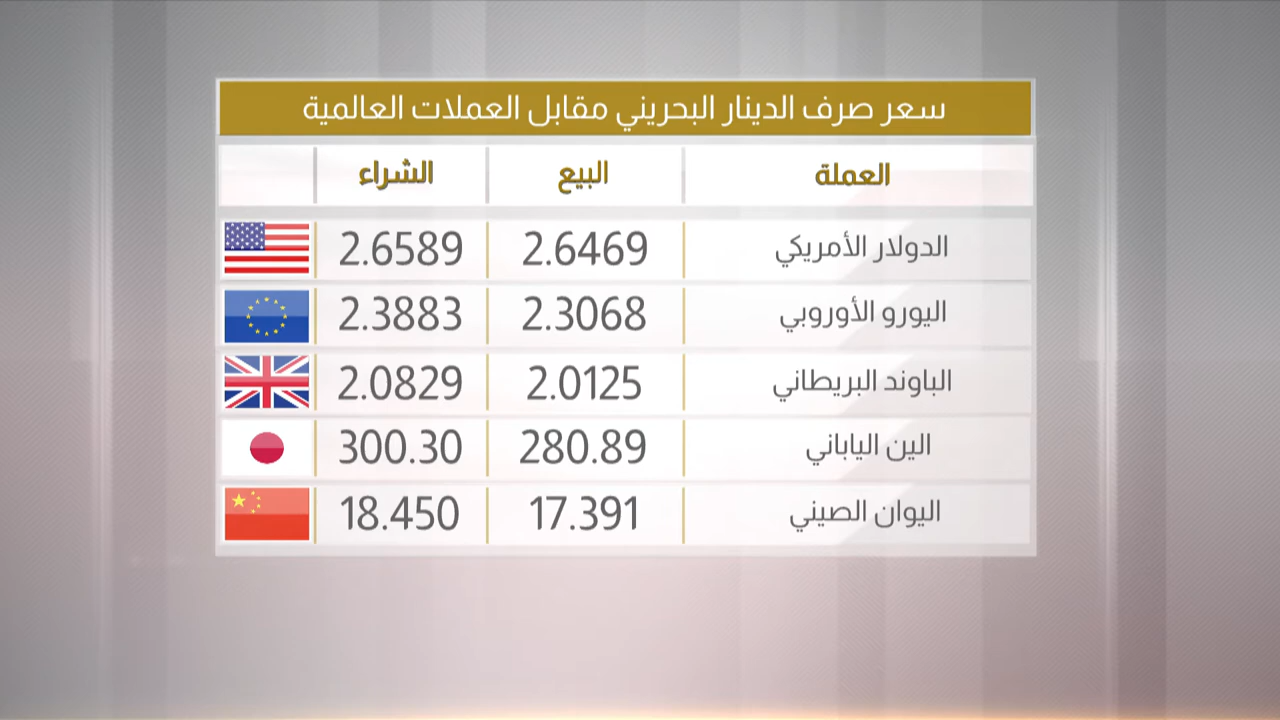 سعر صرف الدينار البحريني مقابل العملات العالمية
العملة البيع الشراء
الدولار الأمريكي 2.6469 2.6589
اليورو الأوروبي 2.3068 2.3883
الباوند البريطاني 2.0125 2.0829
الين الياباني 280.89 300.30
اليوان الصيني 17.391 18.450